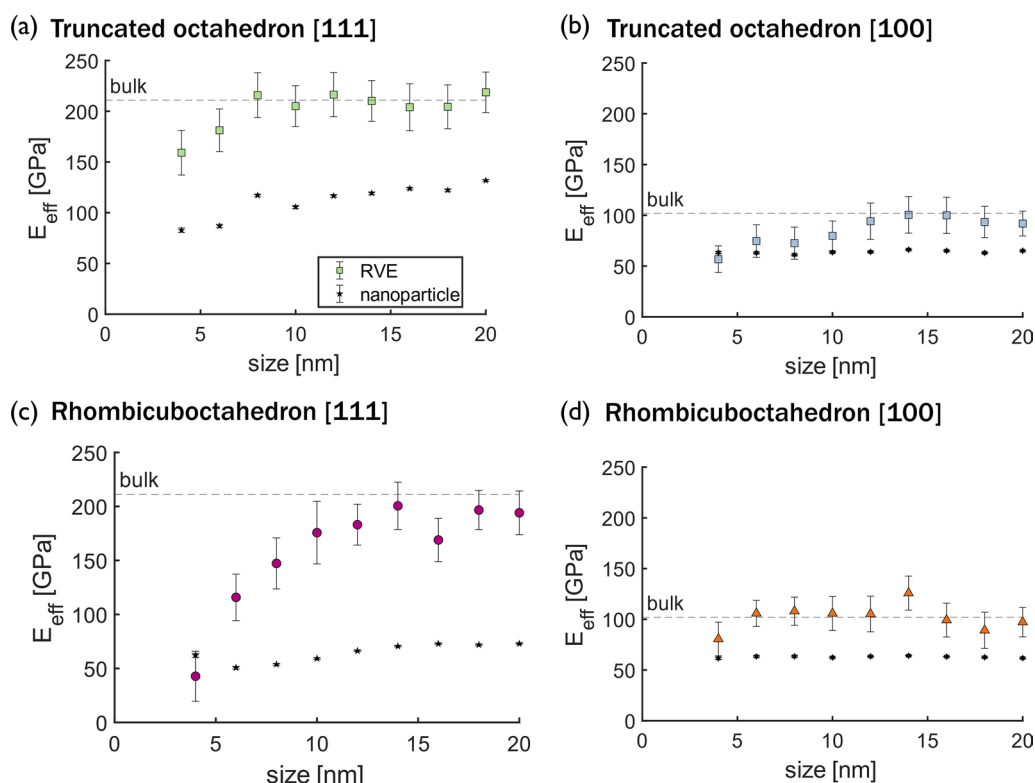 (a) Truncated octahedron [111]
250
200
150
100
50
0
E_eff [GPa]
bulk
RVE
nanoparticle
0 5 10 15 20
size [nm]
(b) Truncated octahedron [100]
250
200
150
100
50
0
E_eff [GPa]
bulk
0 5 10 15 20
size [nm]
(c) Rhombicuboctahedron [111]
250
200
150
100
50
0
E_eff [GPa]
bulk
0 5 10 15 20
size [nm]
(d) Rhombicuboctahedron [100]
250
200
150
100
50
0
E_eff [GPa]
bulk
0 5 10 15 20
size [nm]